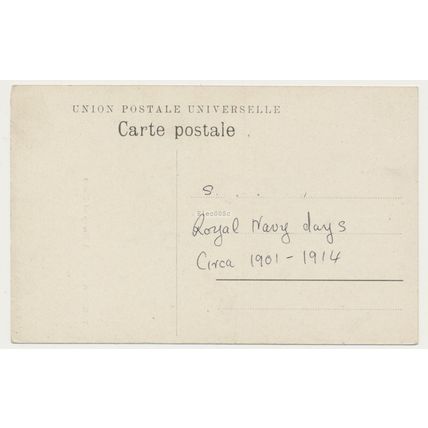 UNION POSTALE UNIVERSELLE
Carte postale
S.
Royal Navy days
Circa 1901 - 1914